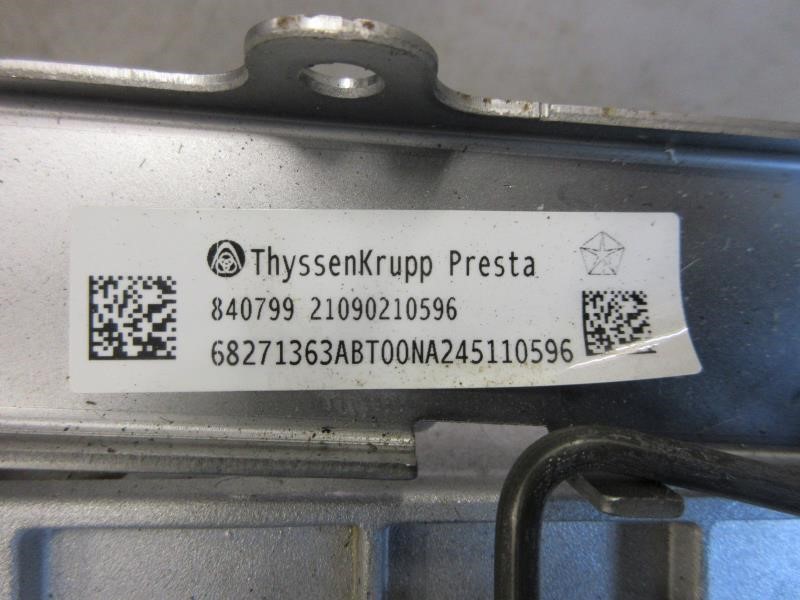 ThyssenKrupp Presta
840799 21090210596
68271363ABT00NA245110596